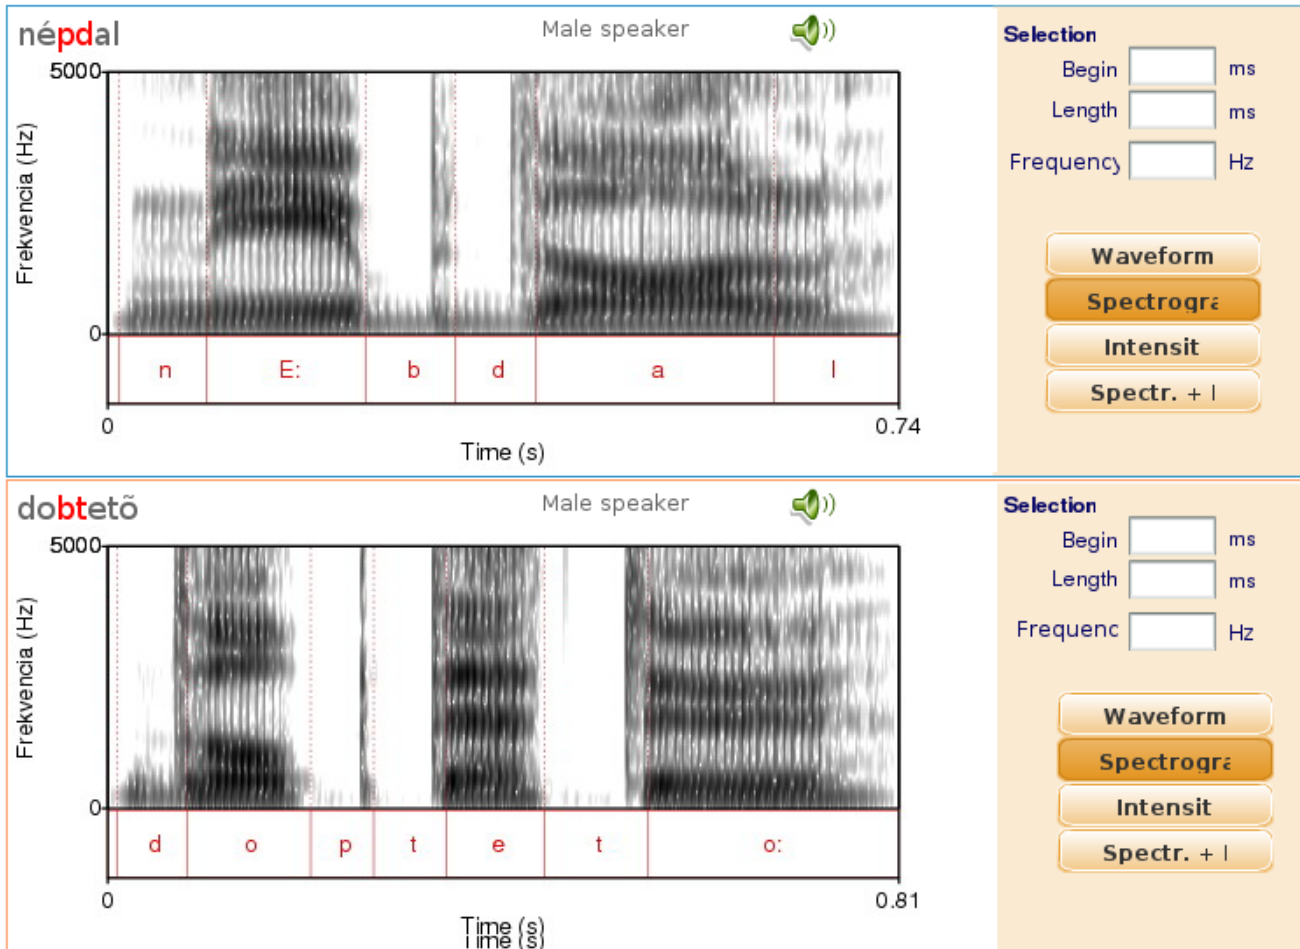 népdal
Male speaker
Selection
Begin ms
Length ms
Frequency Hz
Waveform
Spectrogra
Intensit
Spectr. + I
5000
Frekvencia (Hz)
0
n E: b d a l
0 0.74
Time (s)
dobtetõ
Male speaker
Selection
Begin ms
Length ms
Frequenc Hz
Waveform
Spectrogra
Intensit
Spectr. + I
5000
Frekvencia (Hz)
0
d o p t e t o:
0 0.81
Time (s)
Time (s)